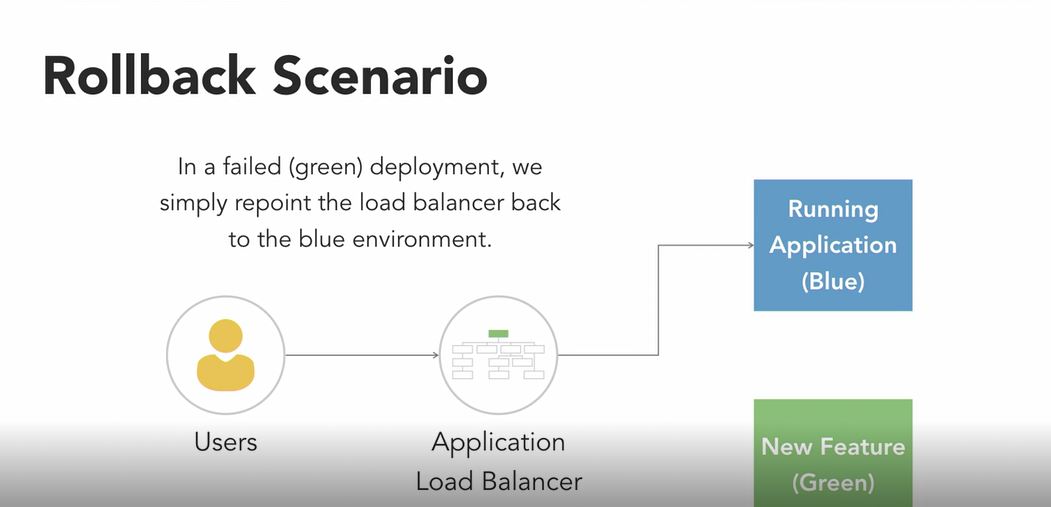 Rollback Scenario
In a failed (green) deployment, we
simply repoint the load balancer back
to the blue environment.
Running
Application
(Blue)
Users
Application
Load Balancer
New Feature
(Green)